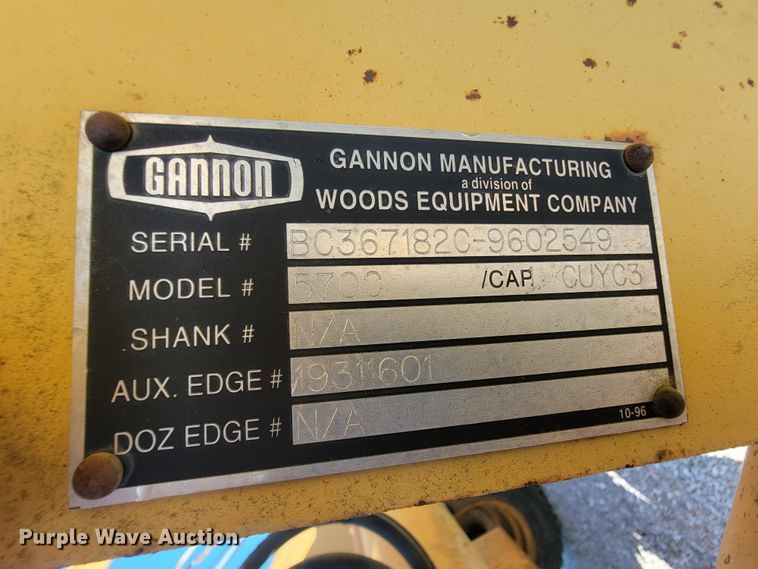 GANNON
GANNON MANUFACTURING
a division of
WOODS EQUIPMENT COMPANY
SERIAL # BC367182C-9602549
MODEL # 570C /CAP CUYC3
SHANK # N/A
AUX. EDGE # 19311601
DOZ EDGE # N/A
10-96
Purple Wave Auction